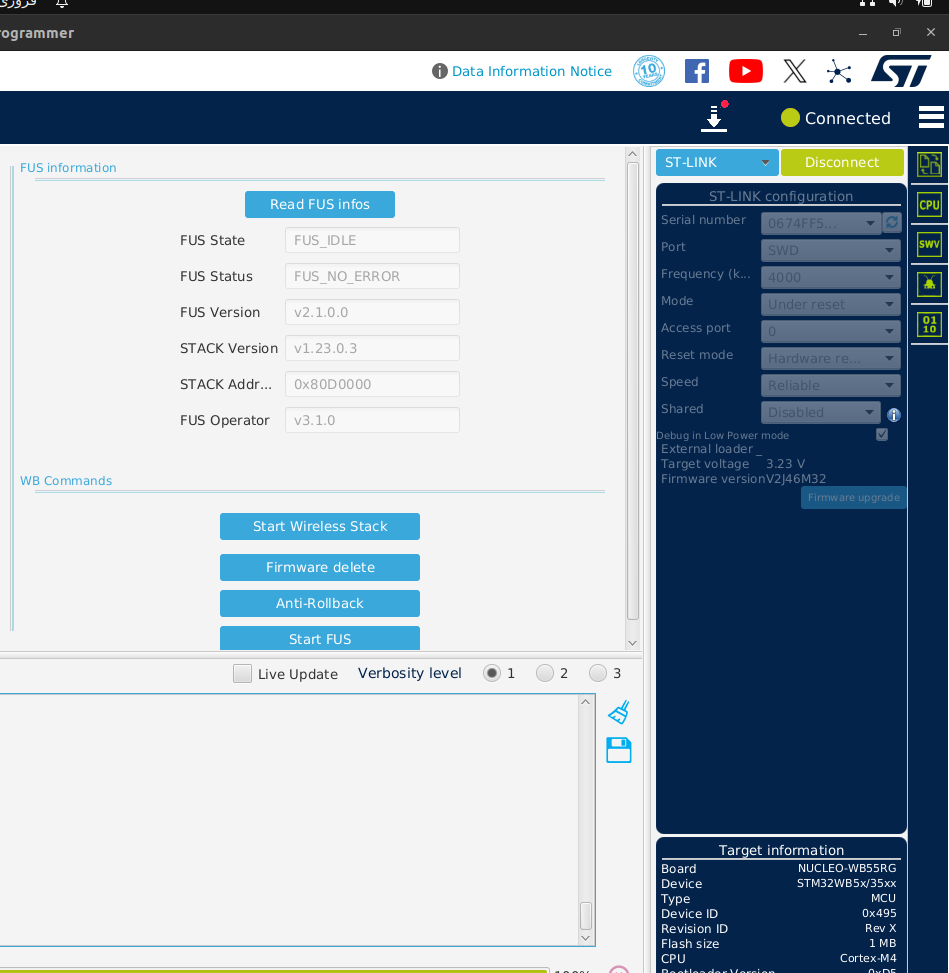 فروری
rogrammer
Data Information Notice
10
ST
Connected
FUS information
Read FUS infos
FUS State FUS_IDLE
FUS Status FUS_NO_ERROR
FUS Version v2.1.0.0
STACK Version v1.23.0.3
STACK Addr... 0x80D0000
FUS Operator v3.1.0
WB Commands
Start Wireless Stack
Firmware delete
Anti-Rollback
Start FUS
Live Update Verbosity level 1 2 3
ST-LINK Disconnect
ST-LINK configuration
Serial number 0674FF5...
Port SWD
Frequency (k... 4000
Mode Under reset
Access port 0
Reset mode Hardware re...
Speed Reliable
Shared Disabled
Debug in Low Power mode
External loader _
Target voltage 3.23 V
Firmware version V2J46M32
Firmware upgrade
CPU
SWV
01
10
Target information
Board NUCLEO-WB55RG
Device STM32WB5x/35xx
Type MCU
Device ID 0x495
Revision ID Rev X
Flash size 1 MB
CPU Cortex-M4
Bootloader Version 0xD5
100%